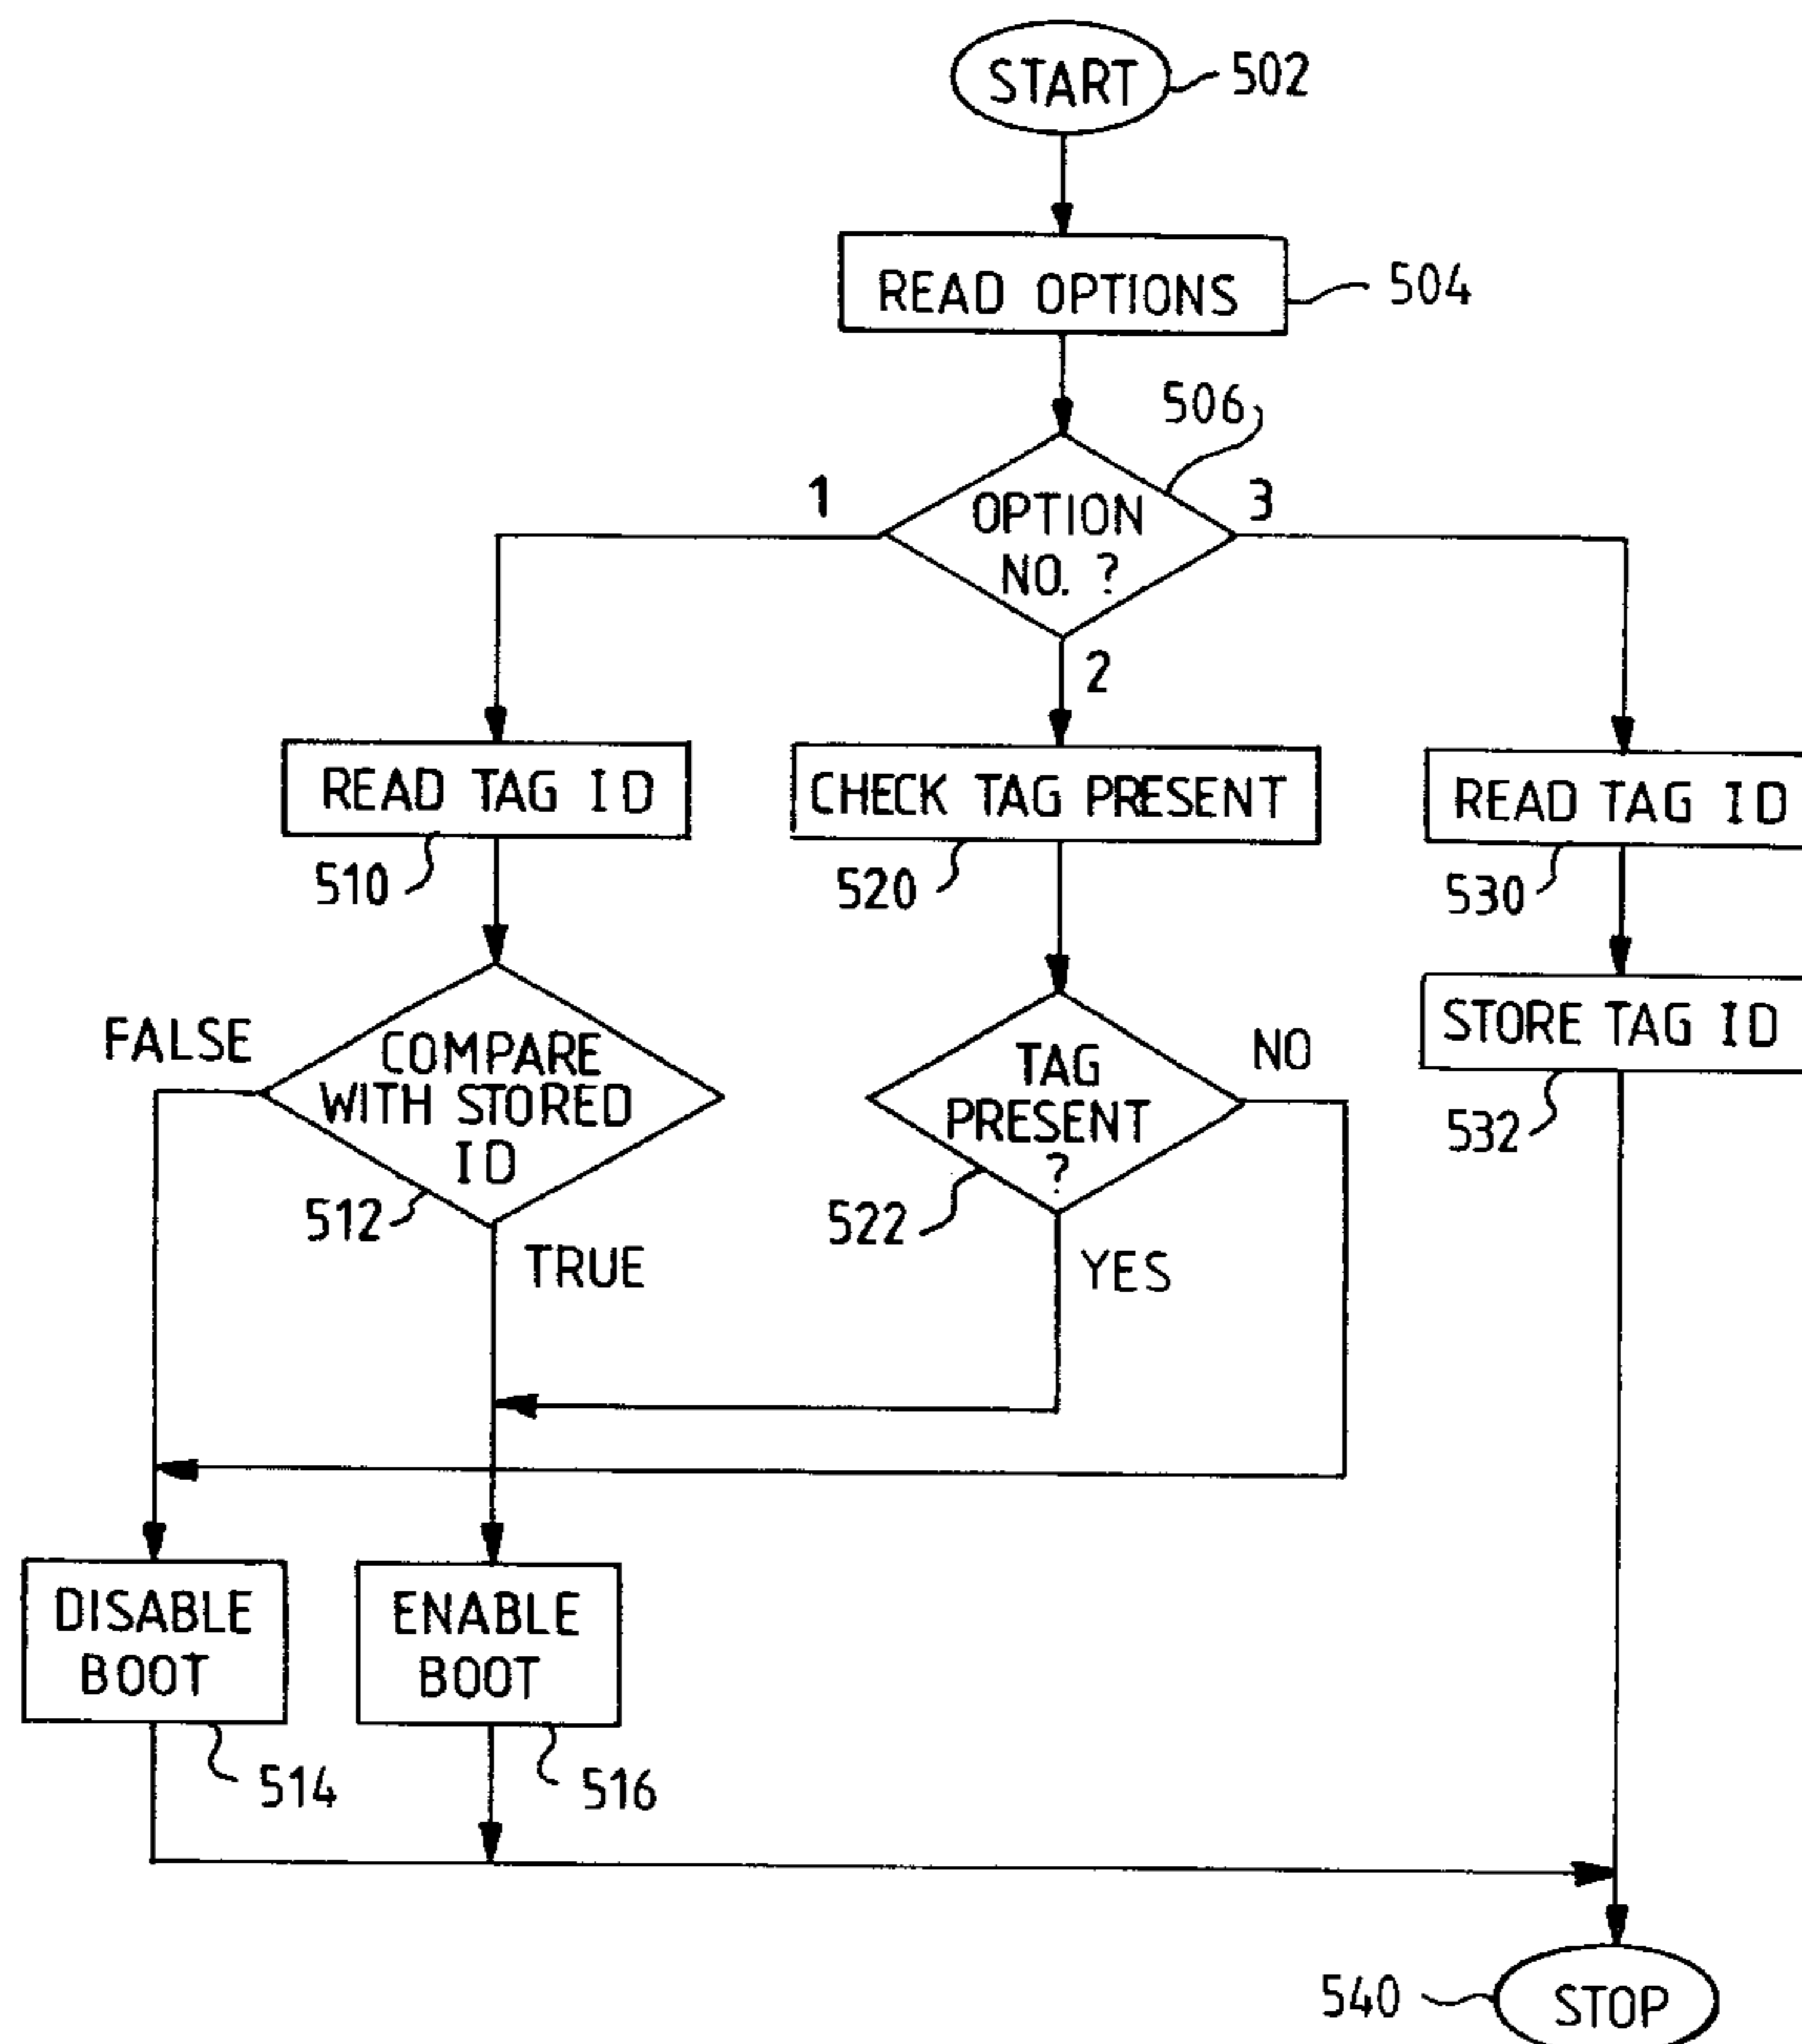 START
502
READ OPTIONS
504
506
1
OPTION
NO. ?
3
2
READ TAG ID
510
CHECK TAG PRESENT
520
READ TAG ID
530
FALSE
COMPARE
WITH STORED
ID
512
TRUE
TAG
PRESENT
?
522
NO
YES
STORE TAG ID
532
DISABLE
BOOT
514
ENABLE
BOOT
516
540
STOP